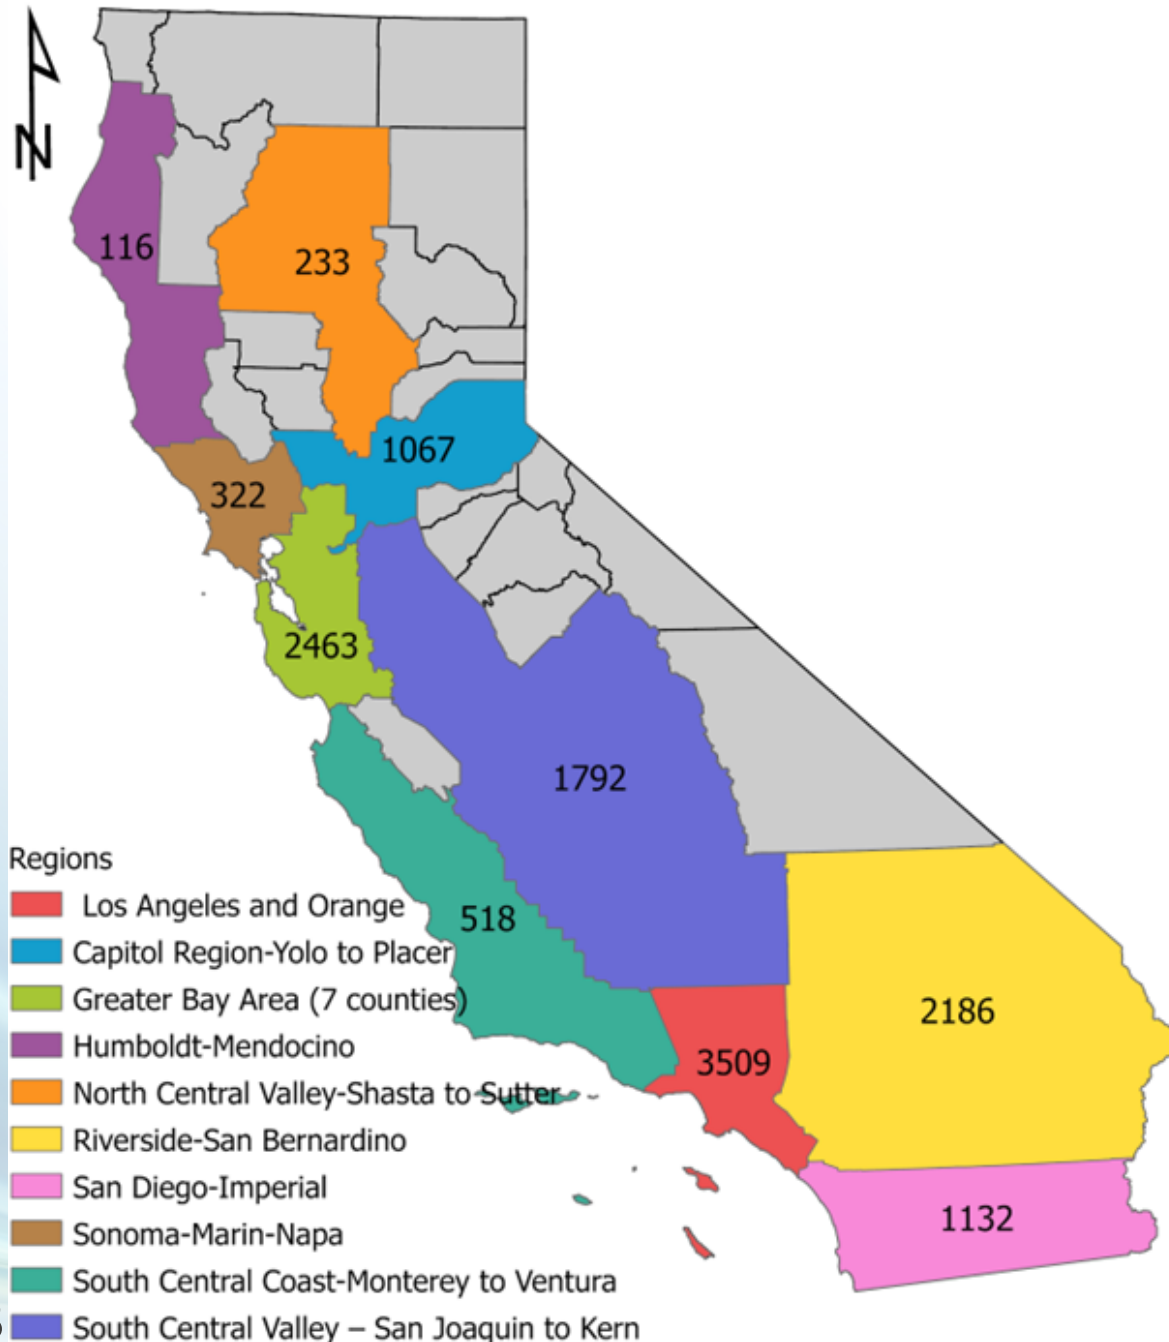 N
116
233
1067
322
2463
1792
518
2186
3509
1132
Regions
Los Angeles and Orange
Capitol Region-Yolo to Placer
Greater Bay Area (7 counties)
Humboldt-Mendocino
North Central Valley-Shasta to Sutter
Riverside-San Bernardino
San Diego-Imperial
Sonoma-Marin-Napa
South Central Coast-Monterey to Ventura
South Central Valley – San Joaquin to Kern